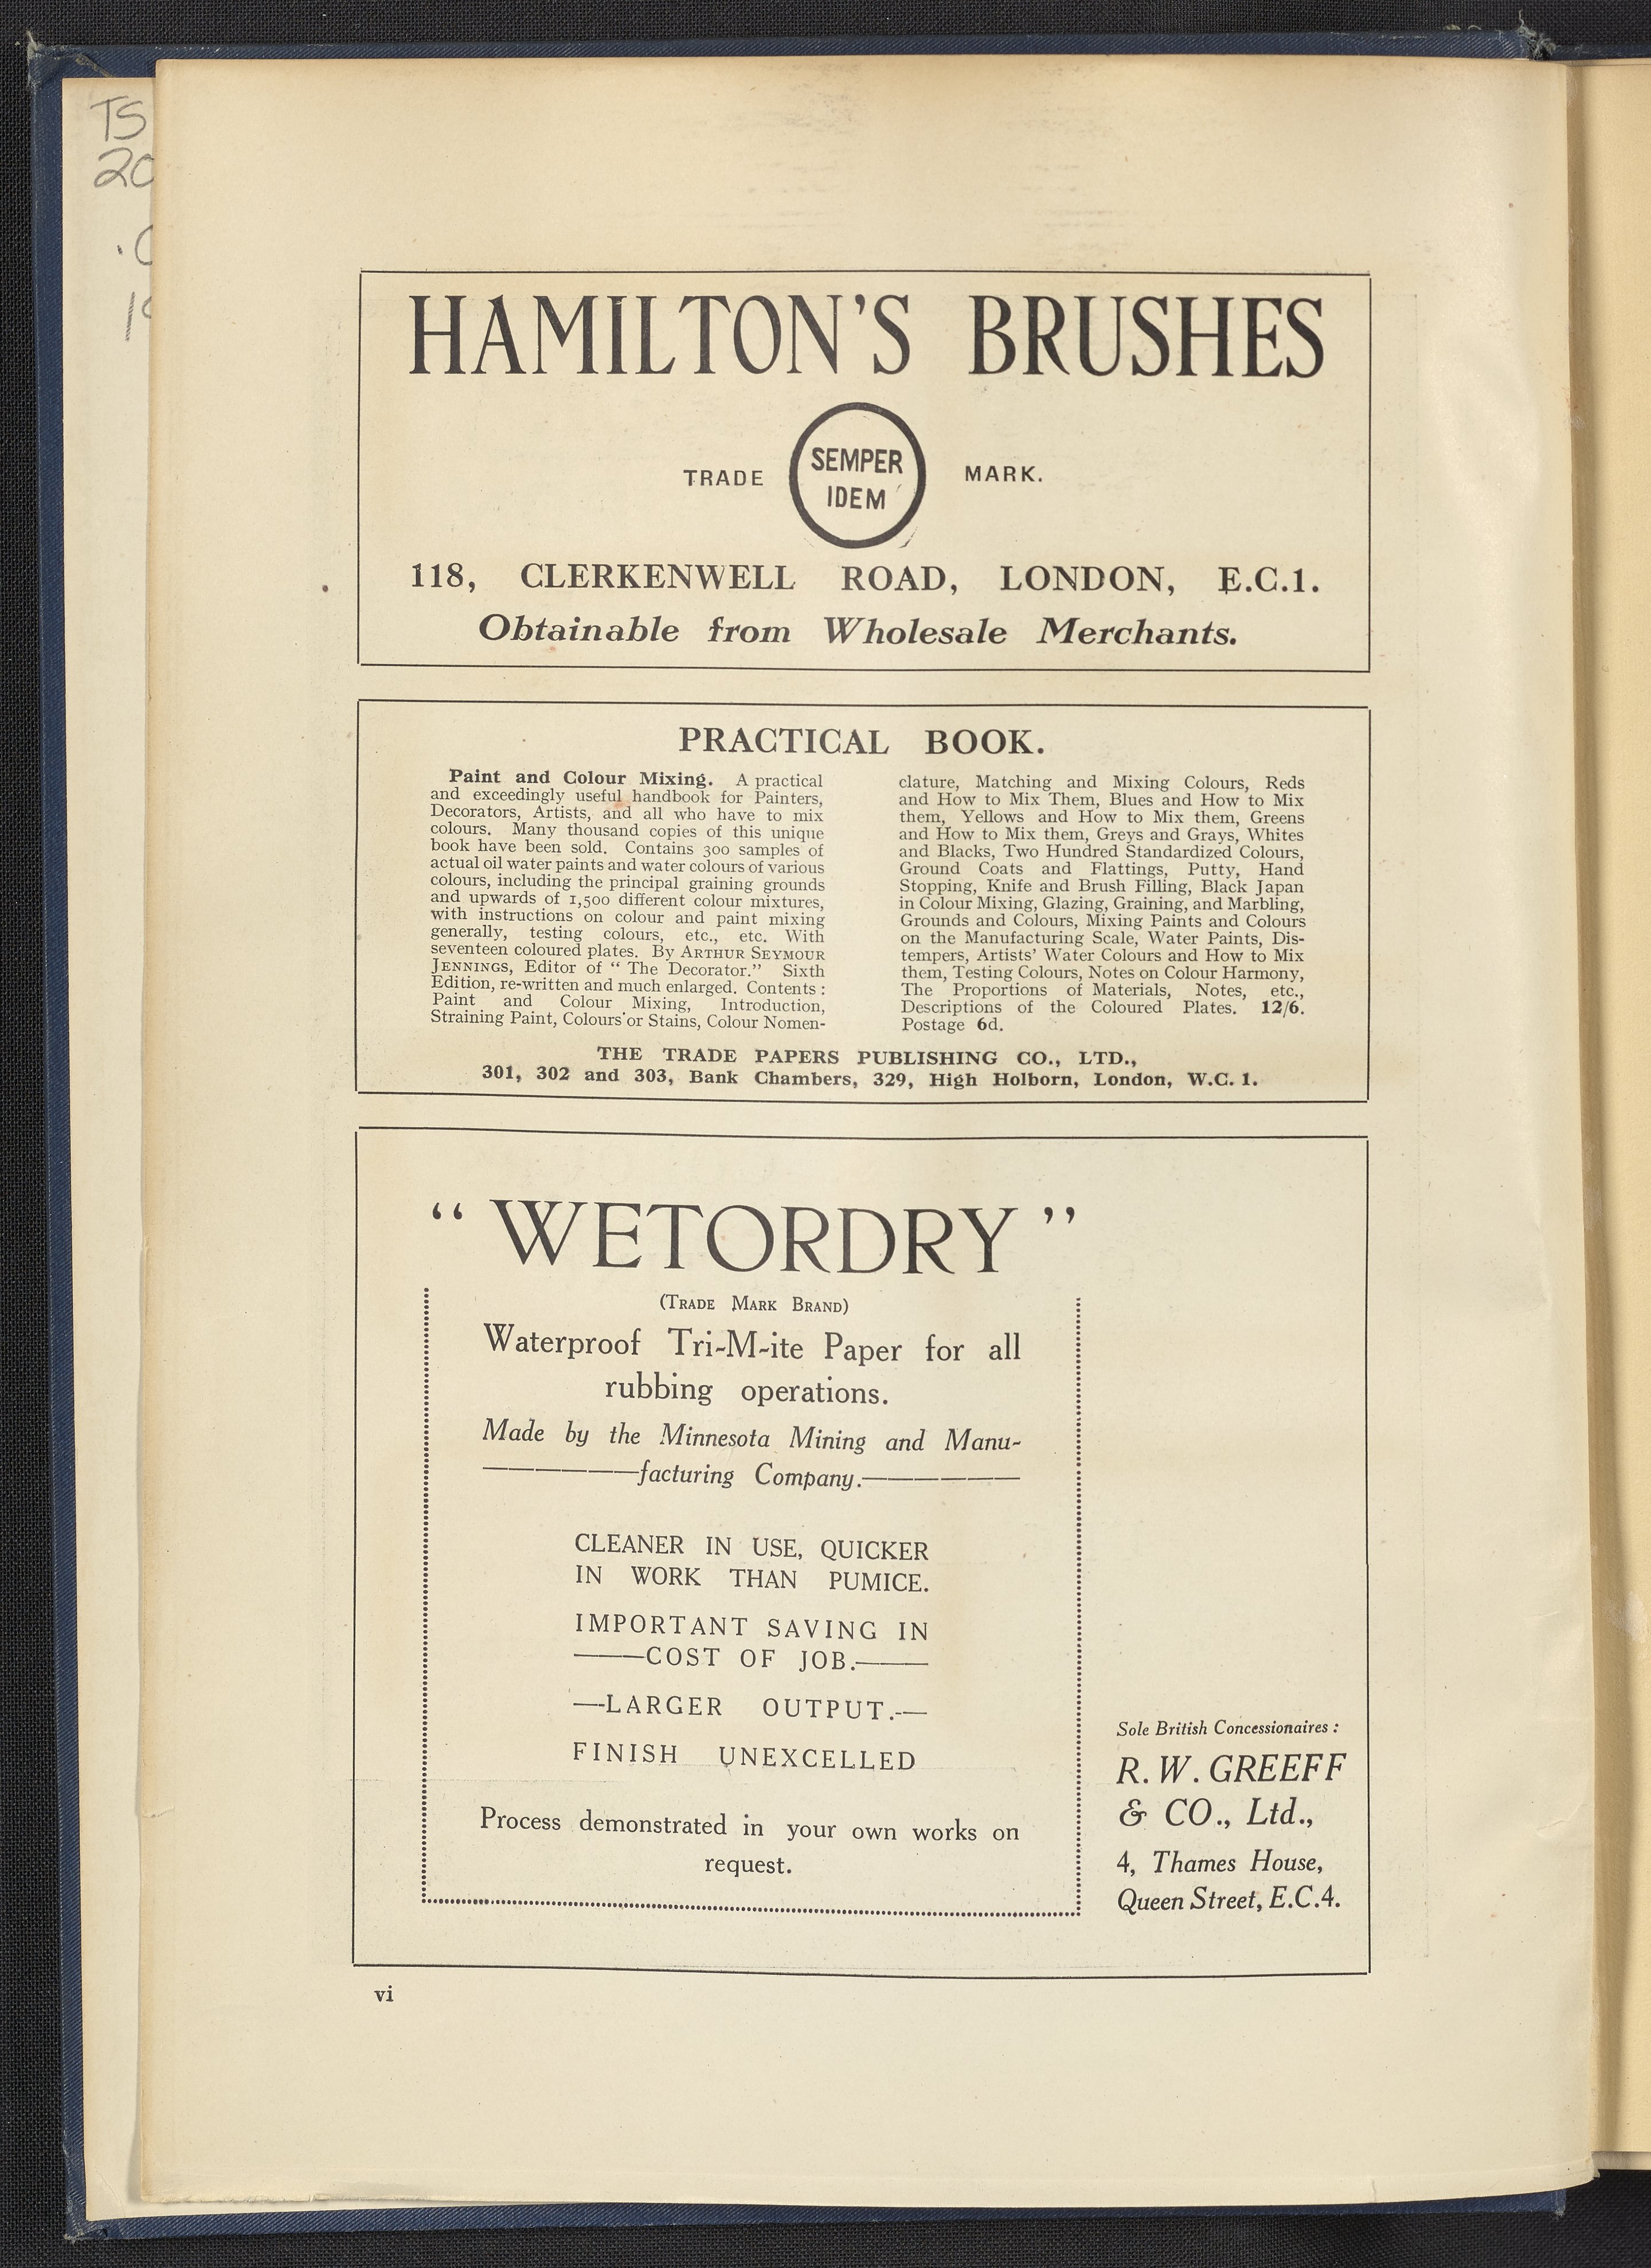 TS
20
HAMILTON'S BRUSHES
TRADE SEMPER IDEM MARK.
118, CLERKENWELL ROAD, LONDON, E.C.1.
Obtainable from Wholesale Merchants.
PRACTICAL BOOK.
Paint and Colour Mixing. A practical
and exceedingly useful handbook for Painters,
Decorators, Artists, and all who have to mix
colours. Many thousand copies of this unique
book have been sold. Contains 300 samples of
actual oil water paints and water colours of various
colours, including the principal graining grounds
and upwards of 1,500 different colour mixtures,
with instructions on colour and paint mixing
generally, testing colours, etc., etc. With
seventeen coloured plates. By ARTHUR SEYMOUR
JENNINGS, Editor of " The Decorator." Sixth
Edition, re-written and much enlarged. Contents :
Paint and Colour Mixing, Introduction,
Straining Paint, Colours or Stains, Colour Nomen-
clature, Matching and Mixing Colours, Reds
and How to Mix Them, Blues and How to Mix
them, Yellows and How to Mix them, Greens
and How to Mix them, Greys and Grays, Whites
and Blacks, Two Hundred Standardized Colours,
Ground Coats and Flattings, Putty, Hand
Stopping, Knife and Brush Filling, Black Japan
in Colour Mixing, Glazing, Graining, and Marbling,
Grounds and Colours, Mixing Paints and Colours
on the Manufacturing Scale, Water Paints, Dis-
tempers, Artists' Water Colours and How to Mix
them, Testing Colours, Notes on Colour Harmony,
The Proportions of Materials, Notes, etc.,
Descriptions of the Coloured Plates. 12/6.
Postage 6d.
THE TRADE PAPERS PUBLISHING CO., LTD.,
301, 302 and 303, Bank Chambers, 329, High Holborn, London, W.C. 1.
" WETORDRY "
(TRADE MARK BRAND)
Waterproof Tri-M-ite Paper for all
rubbing operations.
Made by the Minnesota Mining and Manu-
facturing Company.
CLEANER IN USE, QUICKER
IN WORK THAN PUMICE.
IMPORTANT SAVING IN
COST OF JOB.
LARGER OUTPUT.
FINISH UNEXCELLED
Process demonstrated in your own works on
request.
Sole British Concessionaires :
R. W. GREEFF
& CO., Ltd.,
4, Thames House,
Queen Street, E.C.4.
vi